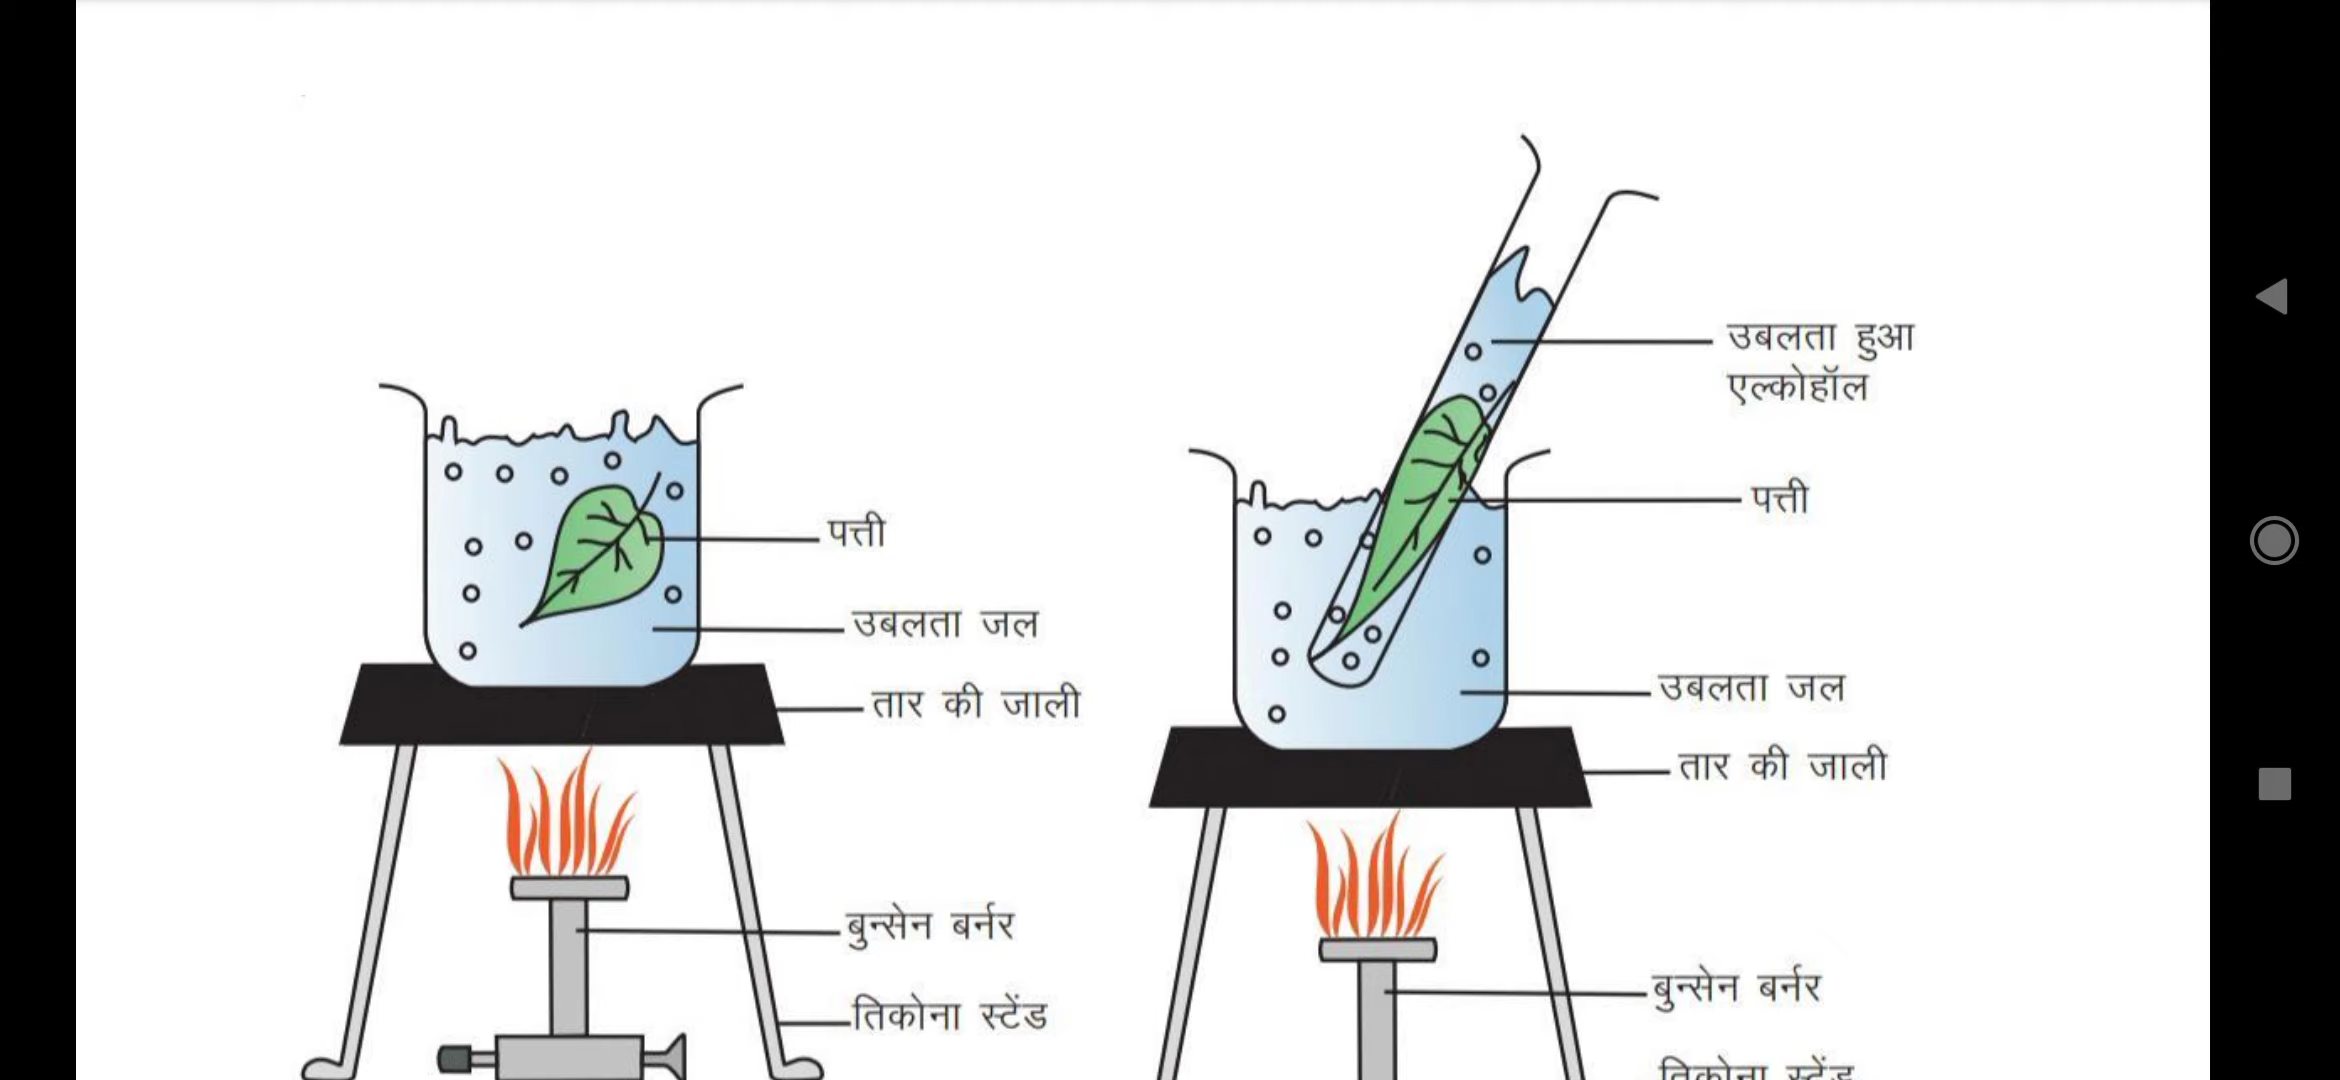 पत्ती
उबलता जल
तार की जाली
बुन्सेन बर्नर
तिकोना स्टेंड
उबलता हुआ
एल्कोहॉल
पत्ती
उबलता जल
तार की जाली
बुन्सेन बर्नर
तिकोना स्टेंड